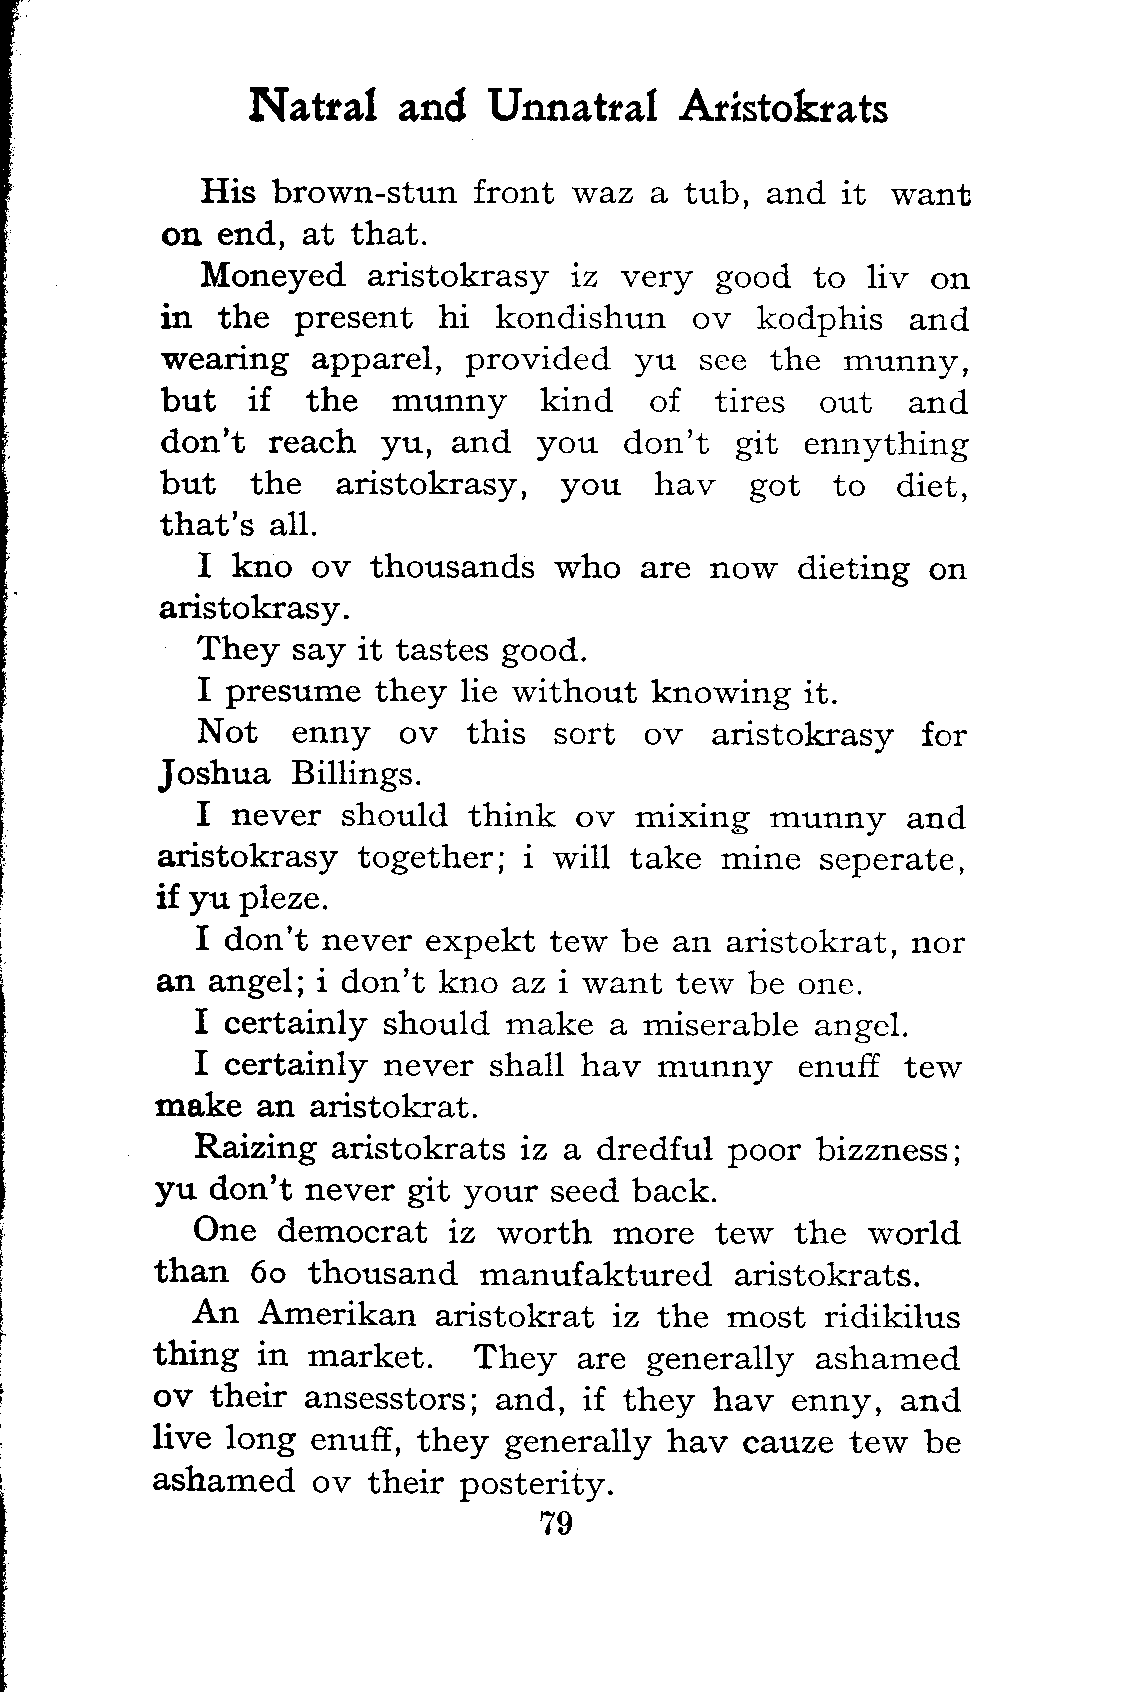 Natral and Unnatral Aristokrats
His brown-stun front waz a tub, and it want
on end, at that.
Moneyed aristokrasy iz very good to liv on
in the present hi kondishun ov kodphis and
wearing apparel, provided yu see the munny,
but if the munny kind of tires out and
don't reach yu, and you don't git ennything
but the aristokrasy, you hav got to diet,
that's all.
I kno ov thousands who are now dieting on
aristokrasy.
They say it tastes good.
I presume they lie without knowing it.
Not enny ov this sort ov aristokrasy for
Joshua Billings.
I never should think ov mixing munny and
aristokrasy together; i will take mine seperate,
if yu pleze.
I don't never expekt tew be an aristokrat, nor
an angel; i don't kno az i want tew be one.
I certainly should make a miserable angel.
I certainly never shall hav munny enuff tew
make an aristokrat.
Raizing aristokrats iz a dredful poor bizzness;
yu don't never git your seed back.
One democrat iz worth more tew the world
than 60 thousand manufaktured aristokrats.
An Amerikan aristokrat iz the most ridikilus
thing in market. They are generally ashamed
ov their ansesstors; and, if they hav enny, and
live long enuff, they generally hav cauze tew be
ashamed ov their posterity.
79